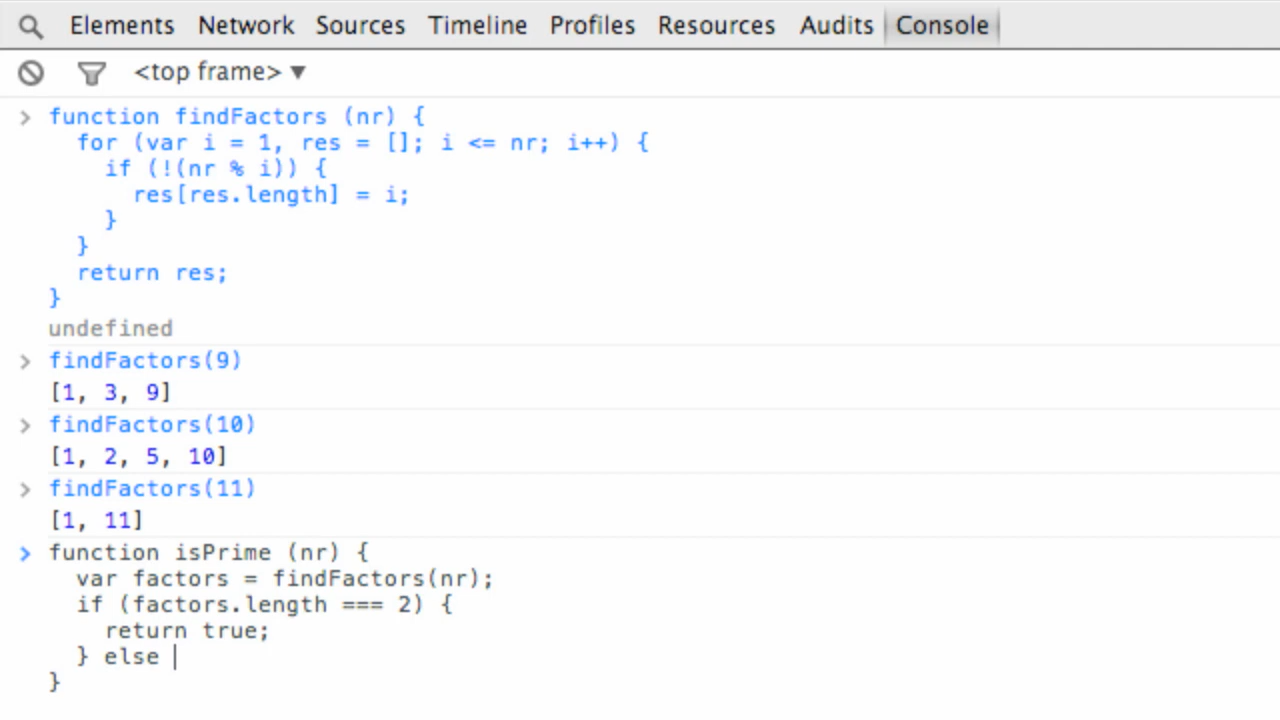 Elements Network Sources Timeline Profiles Resources Audits Console
<top frame> ▼
> function findFactors (nr) {
    for (var i = 1, res = []; i <= nr; i++) {
      if (!(nr % i)) {
        res[res.length] = i;
      }
    }
    return res;
  }
  undefined
> findFactors(9)
  [1, 3, 9]
> findFactors(10)
  [1, 2, 5, 10]
> findFactors(11)
  [1, 11]
> function isPrime (nr) {
    var factors = findFactors(nr);
    if (factors.length === 2) {
      return true;
    } else
  }